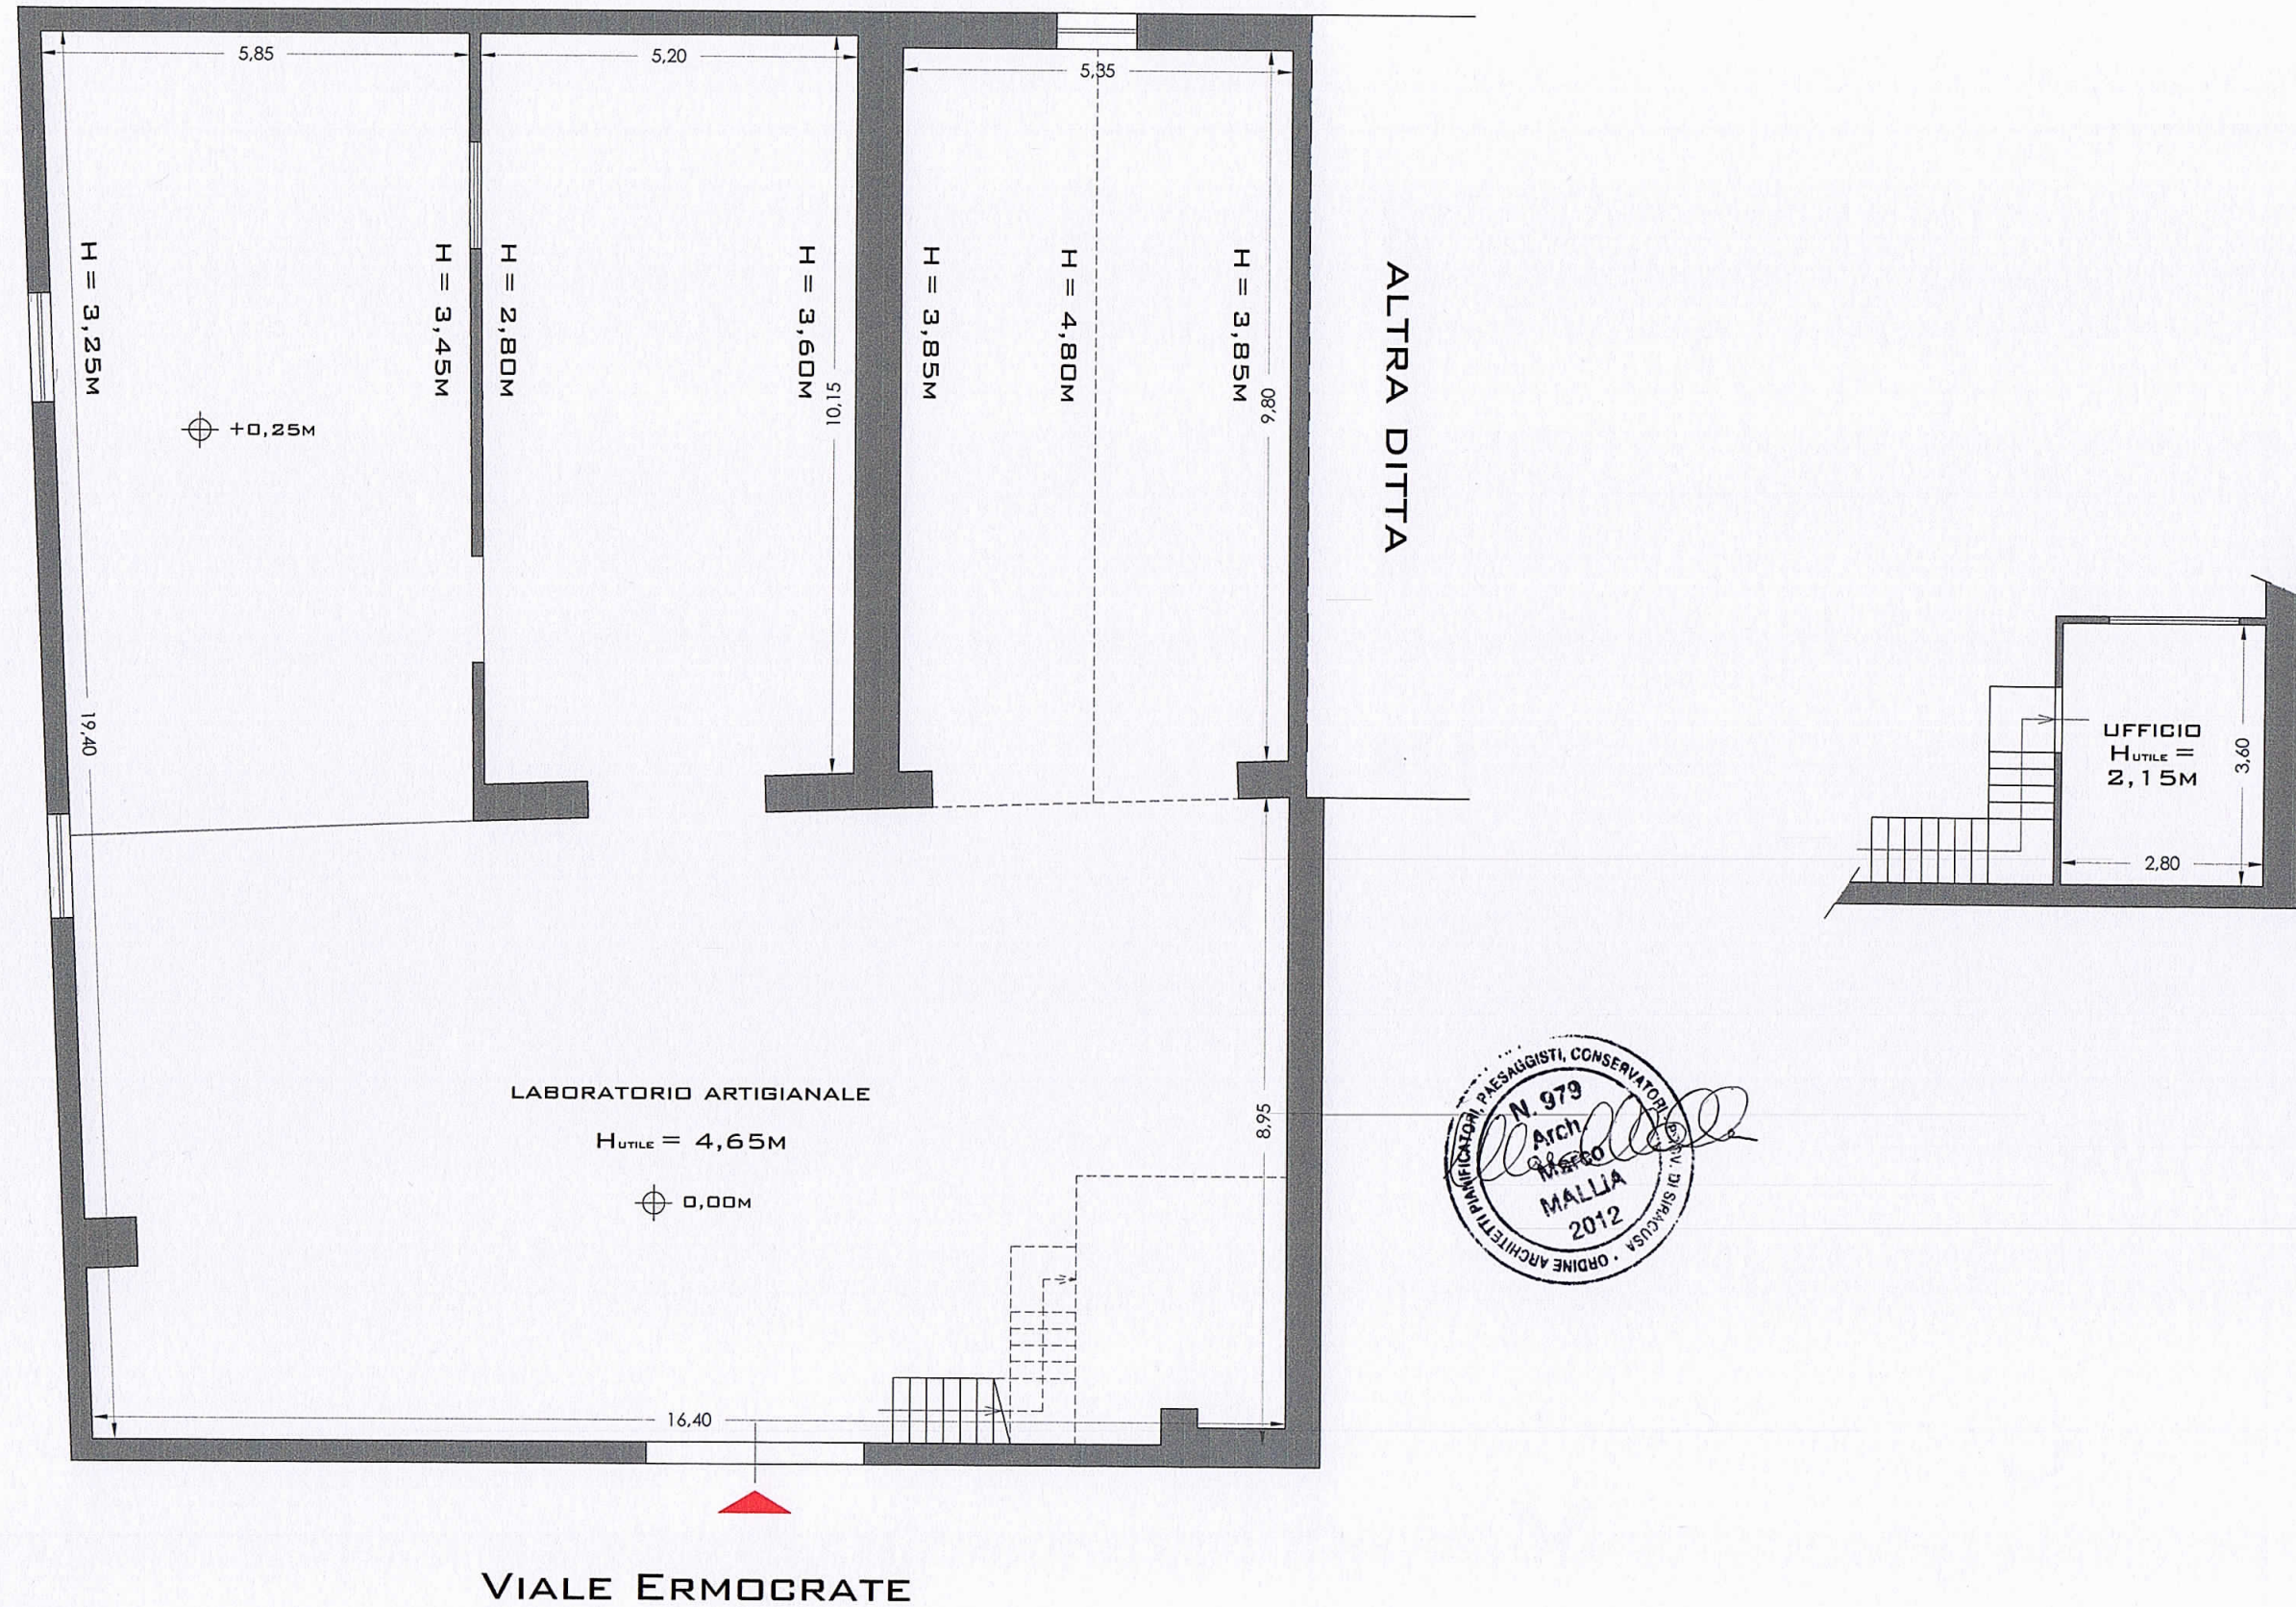 5,85
5,20
5,35
H = 3,25M
H = 3,45M
H = 2,80M
H = 3,60M
10,15
H = 3,85M
H = 4,80M
H = 3,85M
9,80
ALTRA DITTA
+0,25M
19,40
UFFICIO
HUTILE =
2,15M
3,60
2,80
LABORATORIO ARTIGIANALE
HUTILE = 4,65M
0,00M
8,95
16,40
ORDINE ARCHITETTI PIANIFICATORI, PAESAGGISTI, CONSERVATORI PROV. DI SIRACUSA
N. 979
Arch.
Marco
MALLIA
2012
VIALE ERMOCRATE